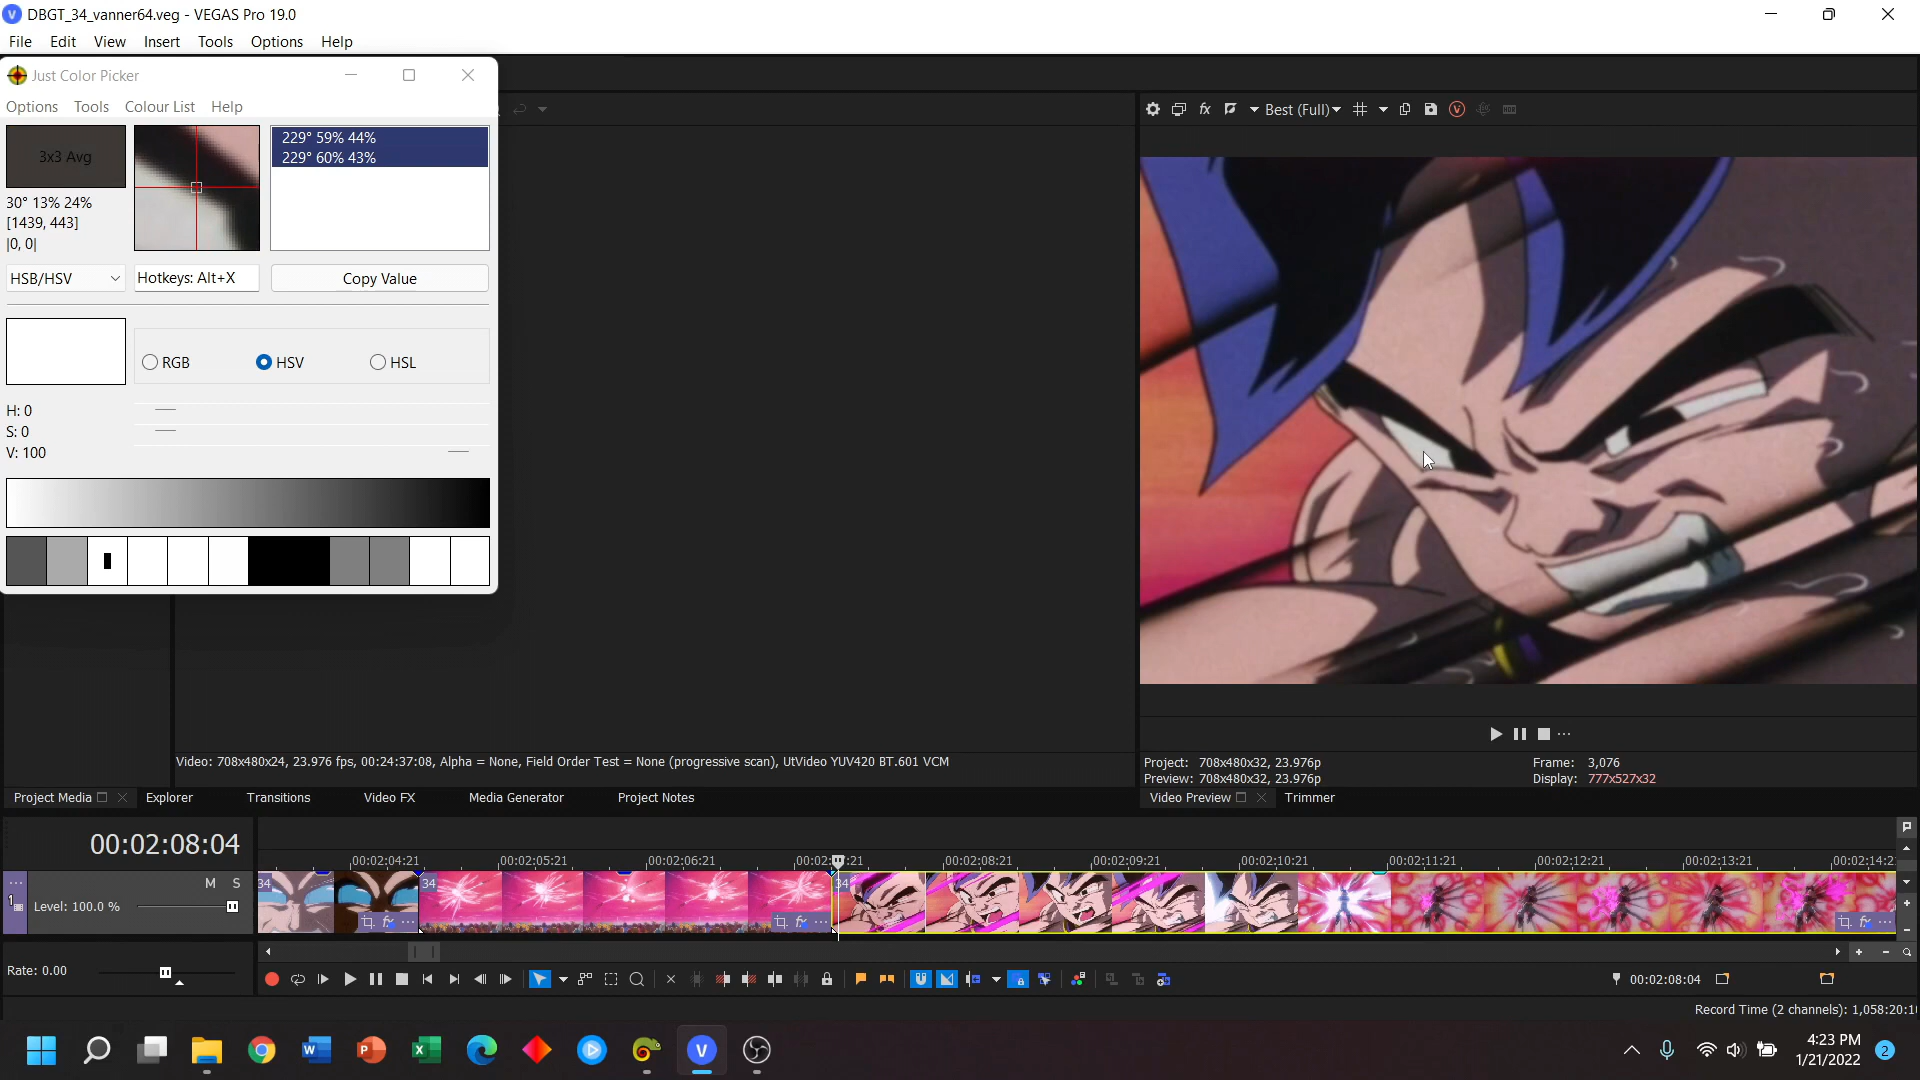 DBGT_34_vanner64.veg - VEGAS Pro 19.0
File Edit View Insert Tools Options Help
Just Color Picker
Options Tools Colour List Help
3x3 Avg
229° 59% 44%
229° 60% 43%
30° 13% 24%
[1439, 443]
|0, 0|
HSB/HSV
Hotkeys: Alt+X
Copy Value
RGB
HSV
HSL
H: 0
S: 0
V: 100
Best (Full)
Video: 708x480x24, 23.976 fps, 00:24:37:08, Alpha = None, Field Order Test = None (progressive scan), UtVideo YUV420 BT.601 VCM
Project: 708x480x32, 23.976p
Frame: 3,076
Preview: 708x480x32, 23.976p
Display: 777x527x32
Project Media
Explorer
Transitions
Video FX
Media Generator
Project Notes
Video Preview
Trimmer
00:02:08:04
00:02:04:21
00:02:05:21
00:02:06:21
00:02:08:21
00:02:09:21
00:02:10:21
00:02:11:21
00:02:12:21
00:02:13:21
M S
1
Level: 100.0 %
34
34
34
Rate: 0.00
00:02:08:04
Record Time (2 channels): 1,058:20:1
4:23 PM
1/21/2022
2